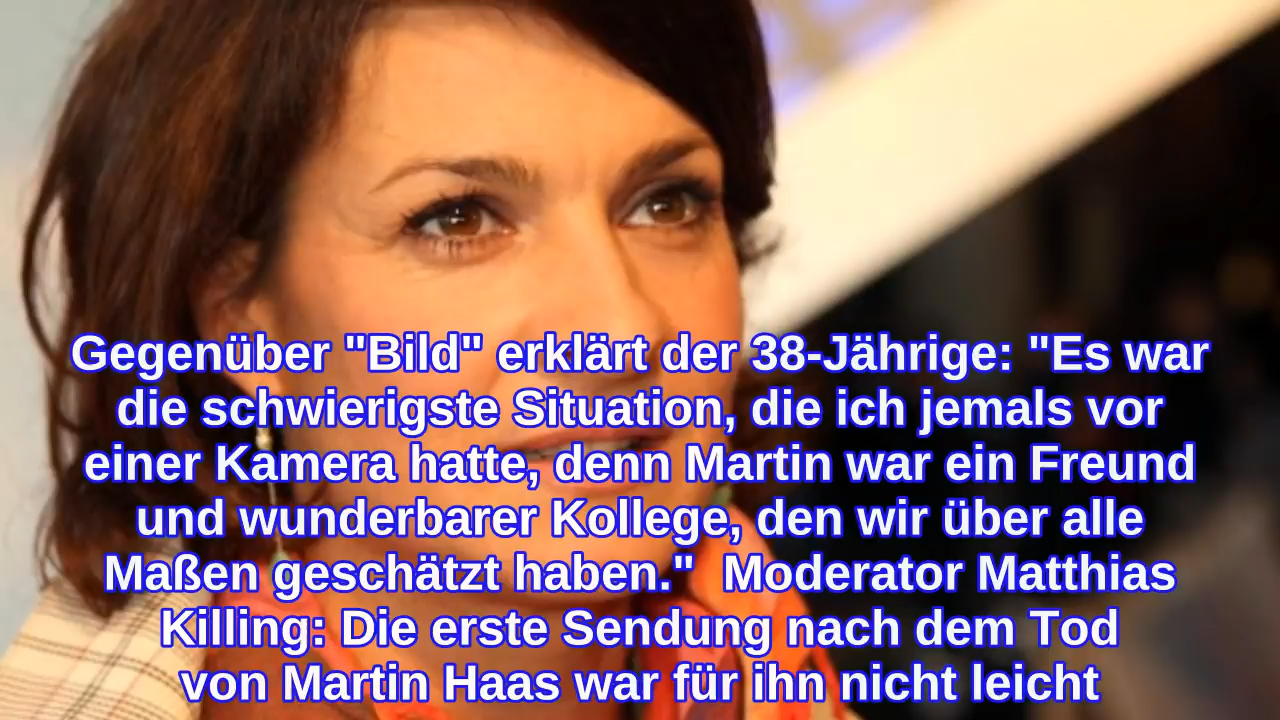 Gegenüber "Bild" erklärt der 38-Jährige: "Es war
die schwierigste Situation, die ich jemals vor
einer Kamera hatte, denn Martin war ein Freund
und wunderbarer Kollege, den wir über alle
Maßen geschätzt haben."  Moderator Matthias
Killing: Die erste Sendung nach dem Tod
von Martin Haas war für ihn nicht leicht